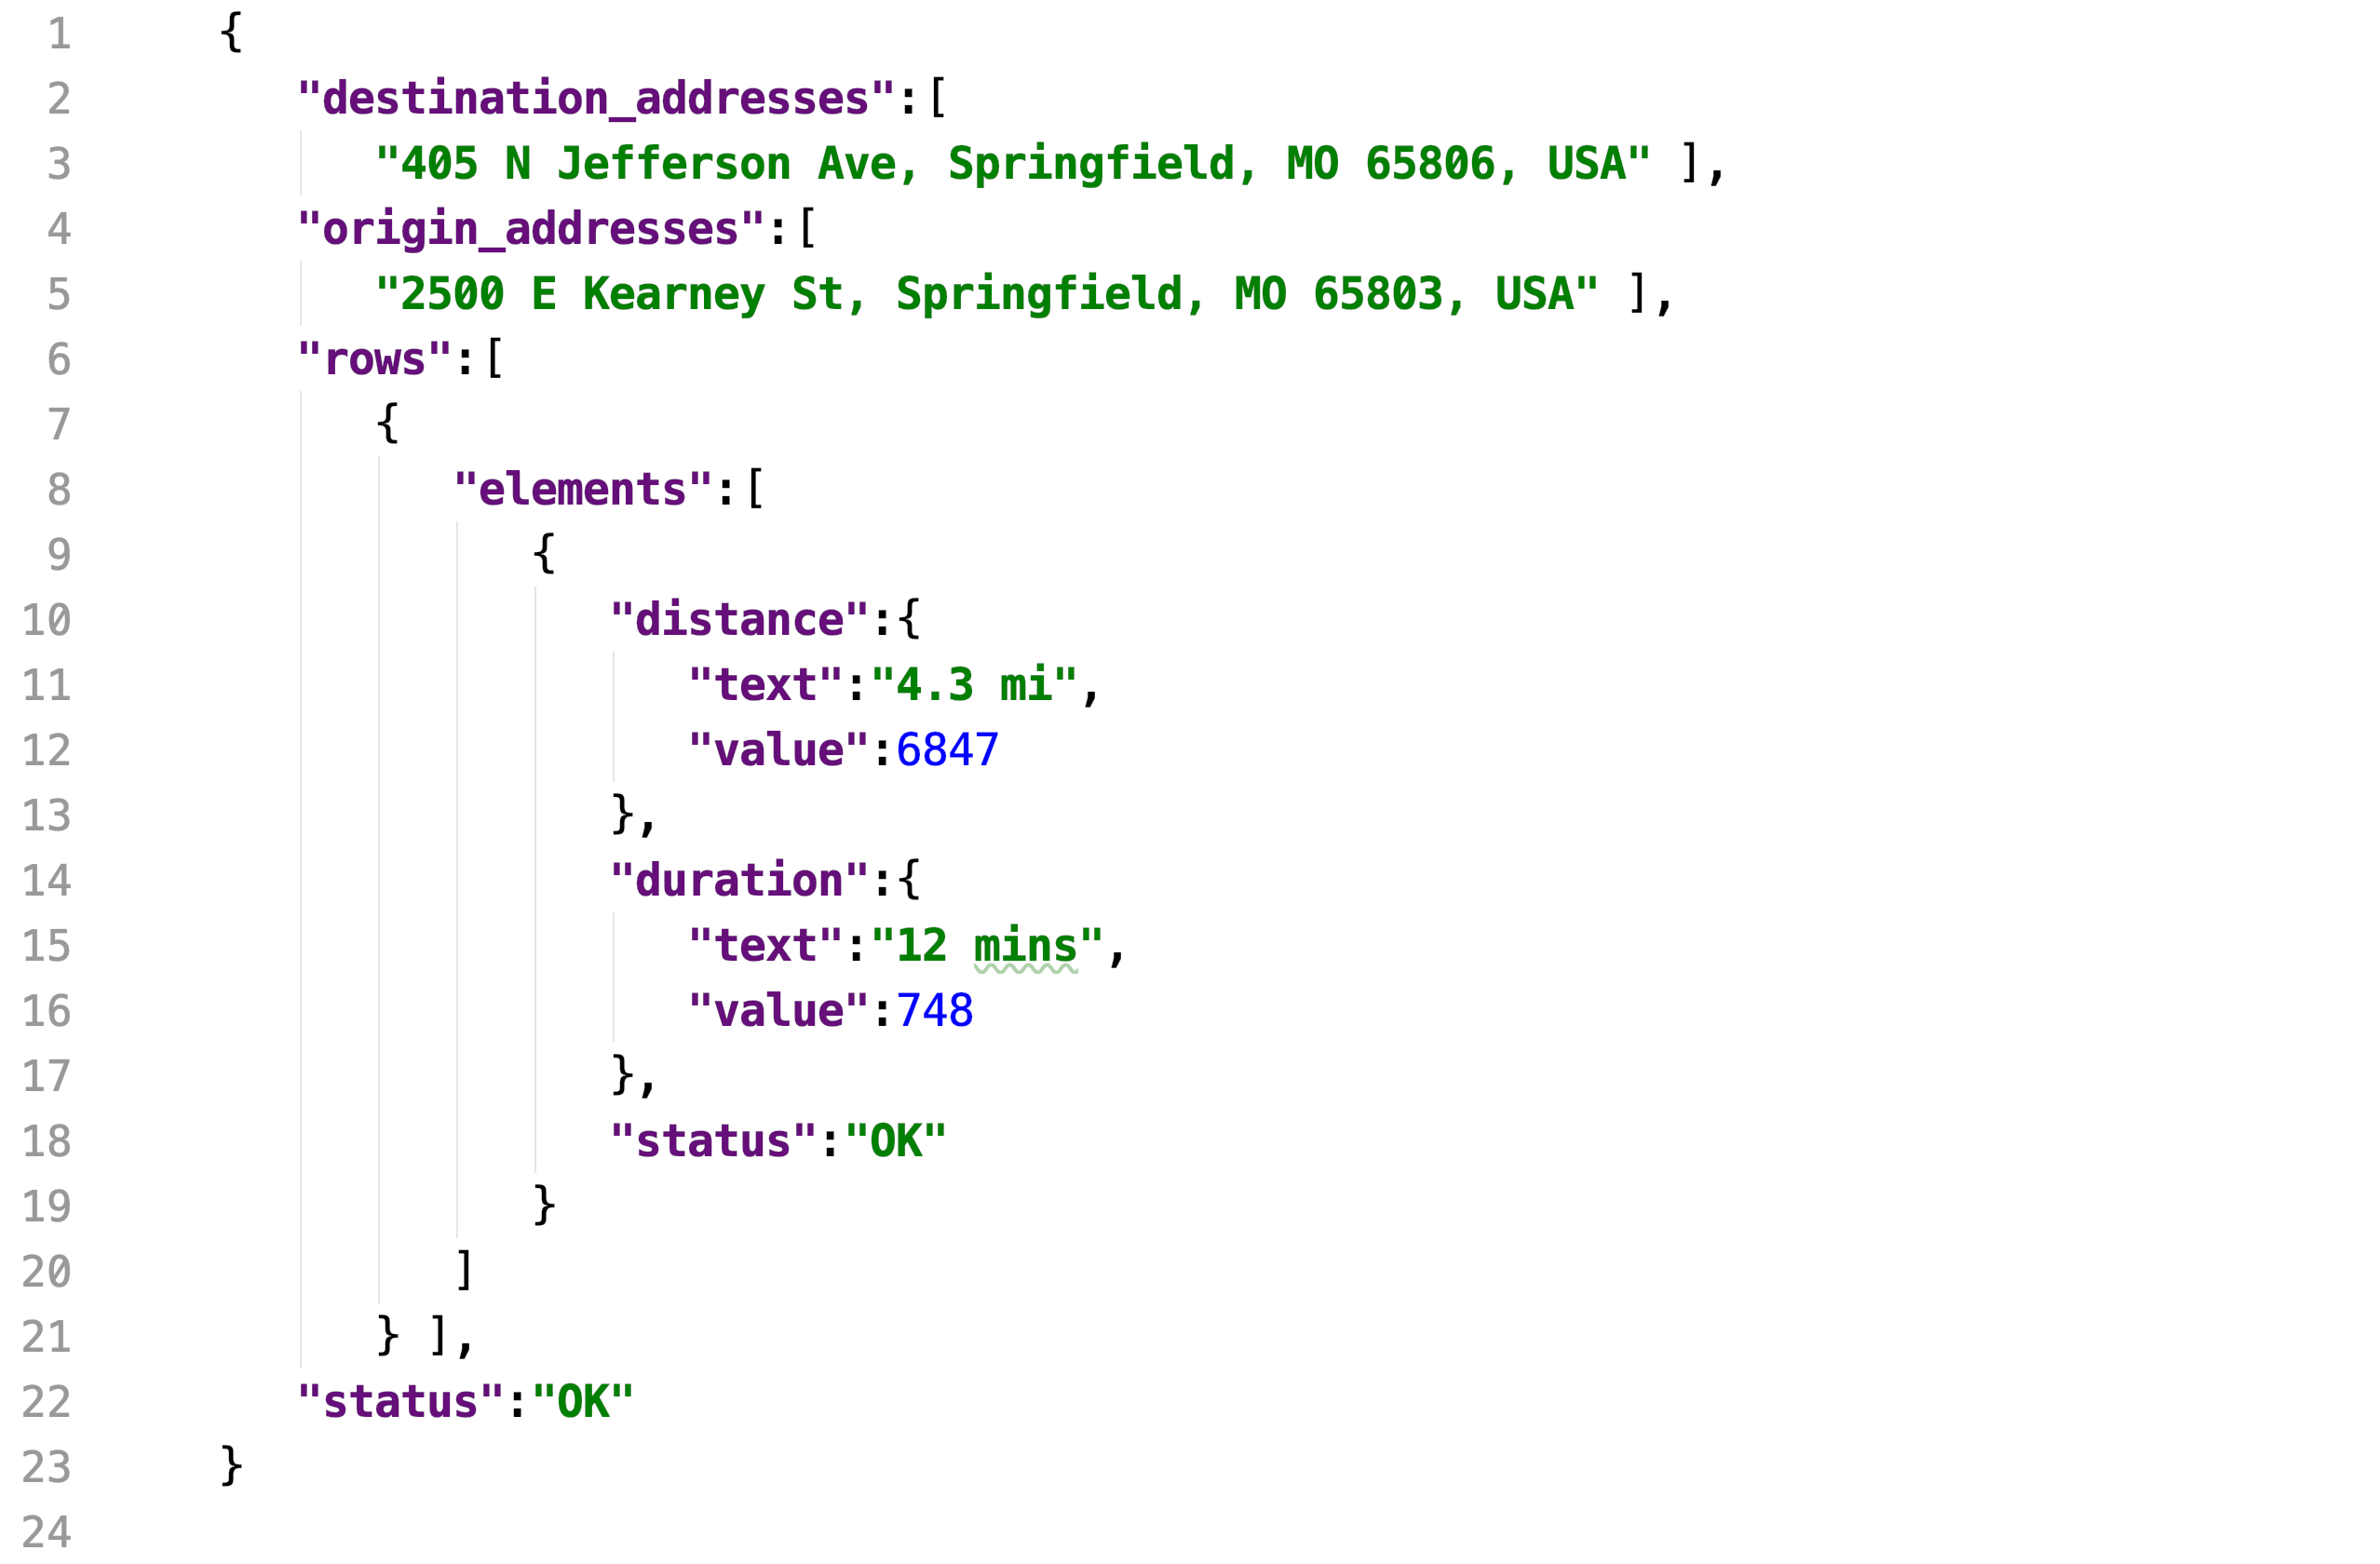 1 {
2 "destination_addresses":[
3 "405 N Jefferson Ave, Springfield, MO 65806, USA" ],
4 "origin_addresses":[
5 "2500 E Kearney St, Springfield, MO 65803, USA" ],
6 "rows":[
7 {
8 "elements":[
9 {
10 "distance":{
11 "text":"4.3 mi",
12 "value":6847
13 },
14 "duration":{
15 "text":"12 mins",
16 "value":748
17 },
18 "status":"OK"
19 }
20 ]
21 } ],
22 "status":"OK"
23 }
24